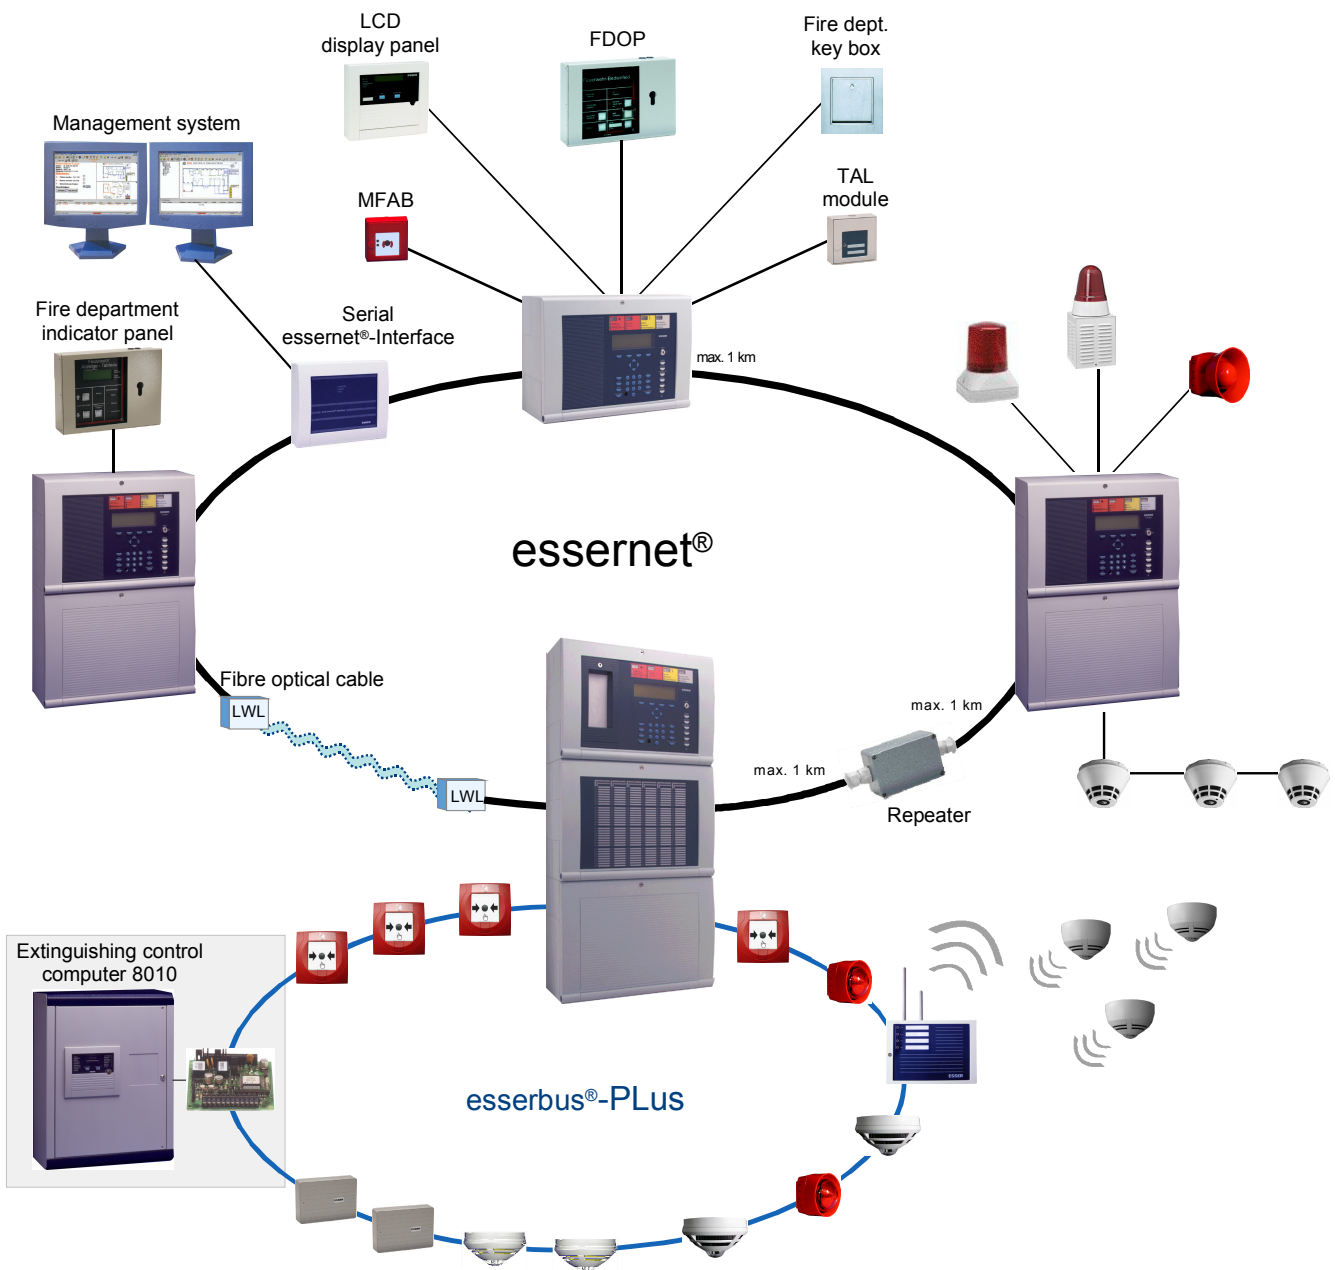 LCD
display panel
FDOP
Fire dept.
key box
Management system
MFAB
TAL
module
Fire department
indicator panel
Serial
essernet®-Interface
max. 1 km
essernet®
Fibre optical cable
LWL
LWL
max. 1 km
max. 1 km
Repeater
Extinguishing control
computer 8010
ESSER
esserbus®-PLus